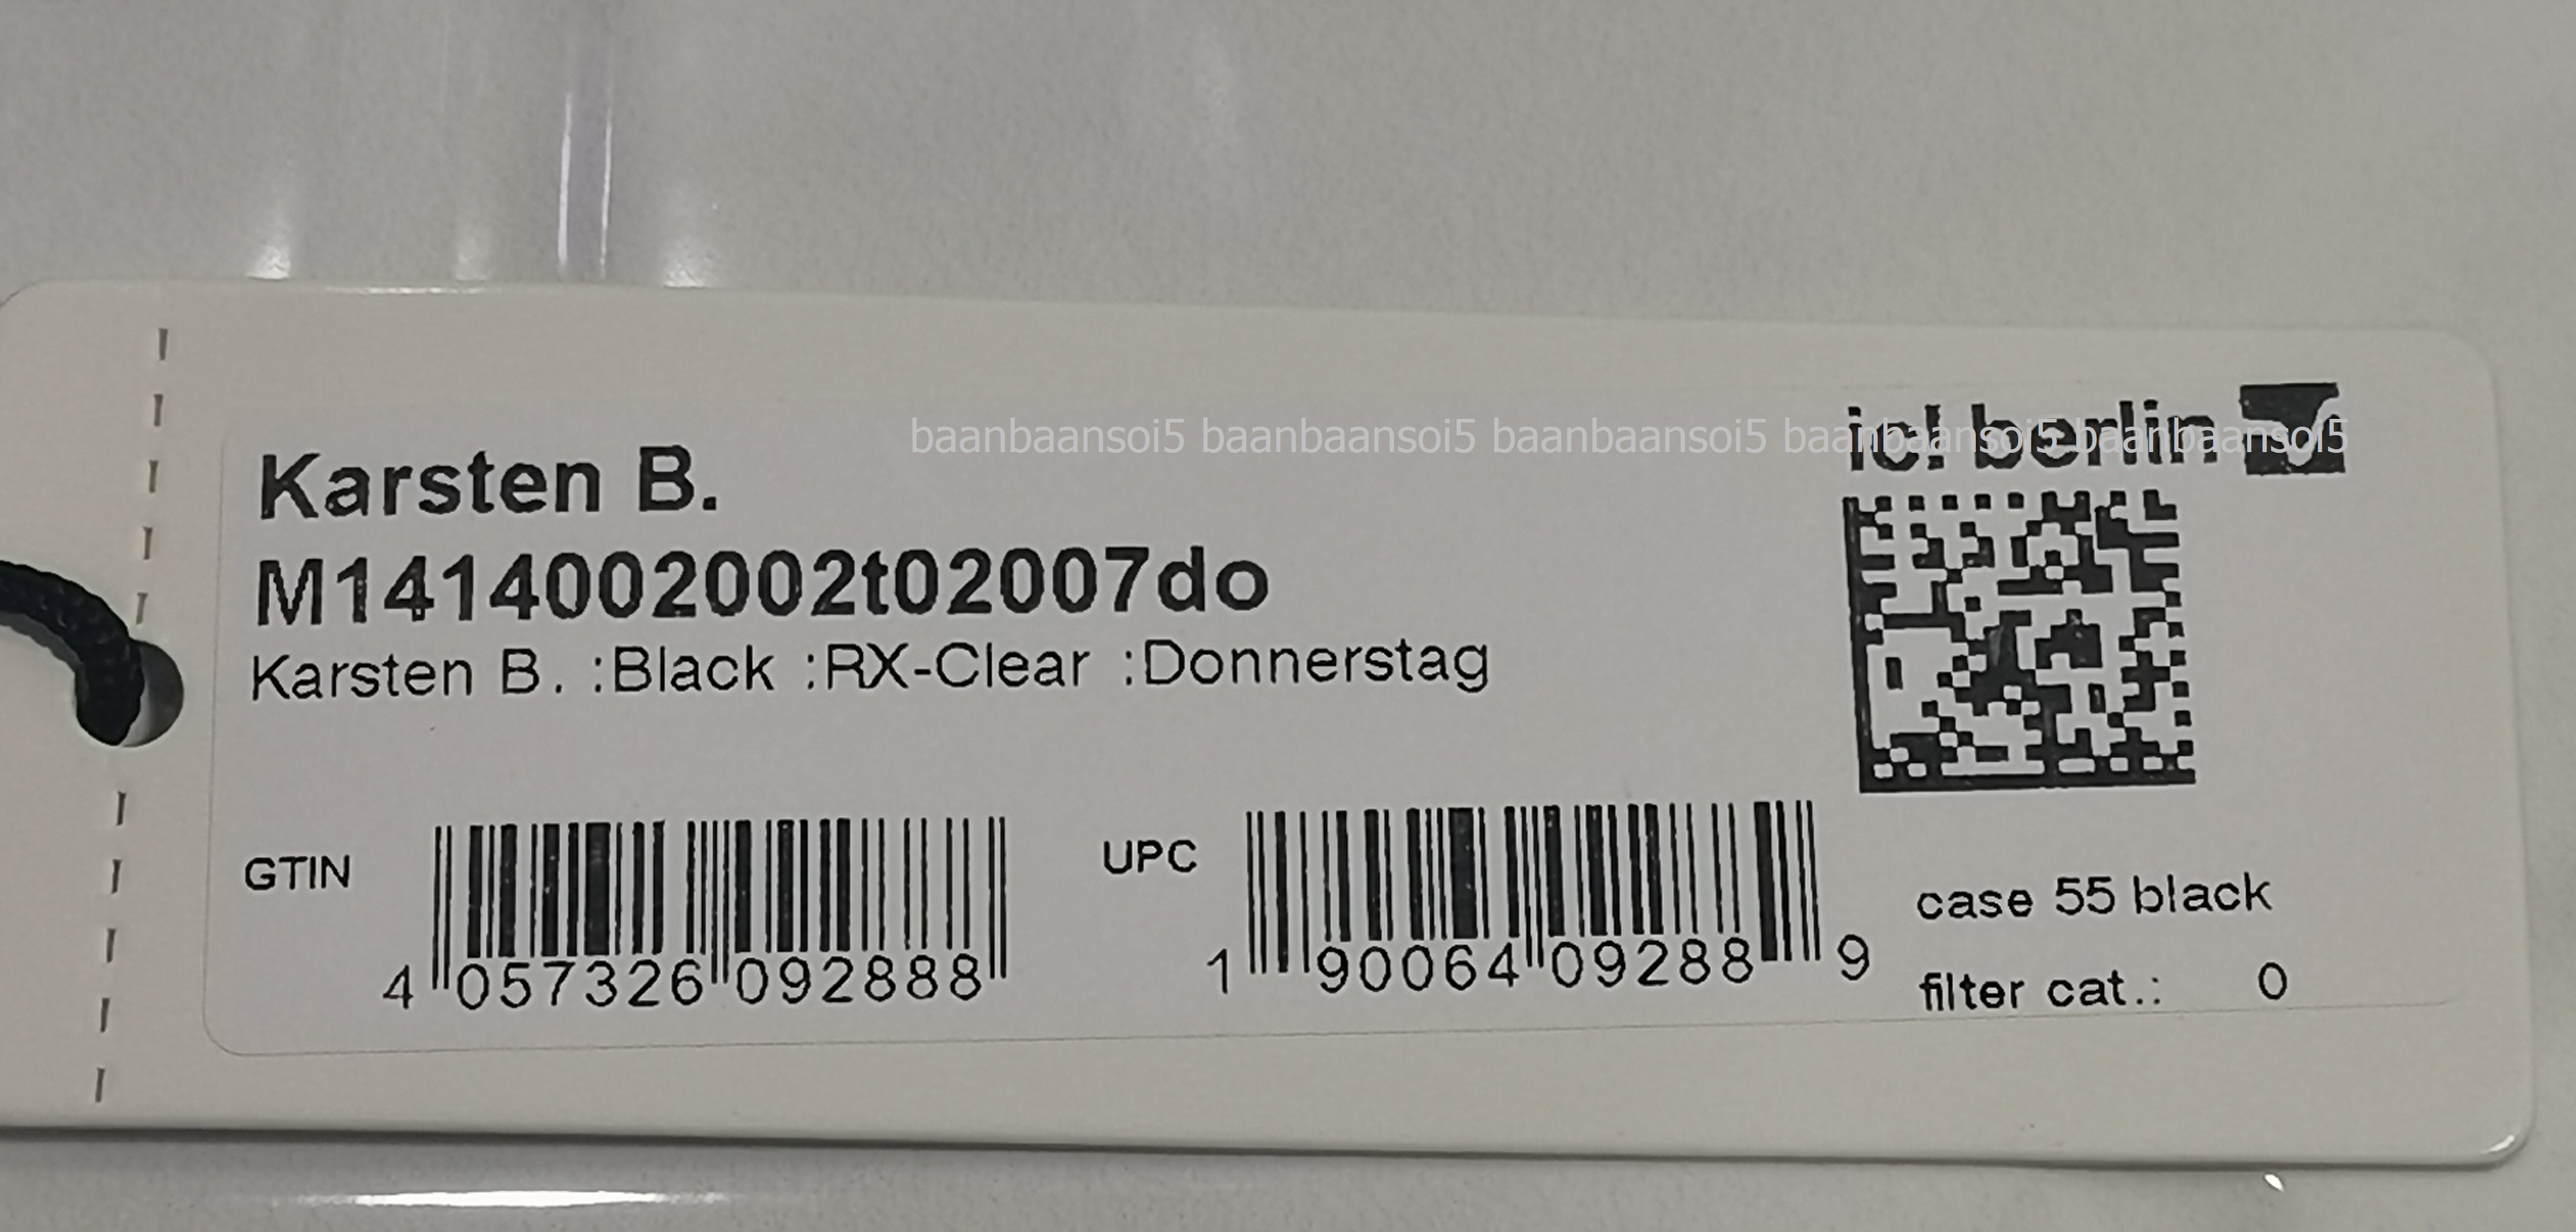 baanbaansoi5 baanbaansoi5 baanbaansoi5 baanbaansoi5 baanbaansoi5
ic! berlin
Karsten B.
M1414002002t02007do
Karsten B. :Black :RX-Clear :Donnerstag
GTIN
4 057326 092888
UPC
1 90064 09288 9
case 55 black
filter cat.: 0